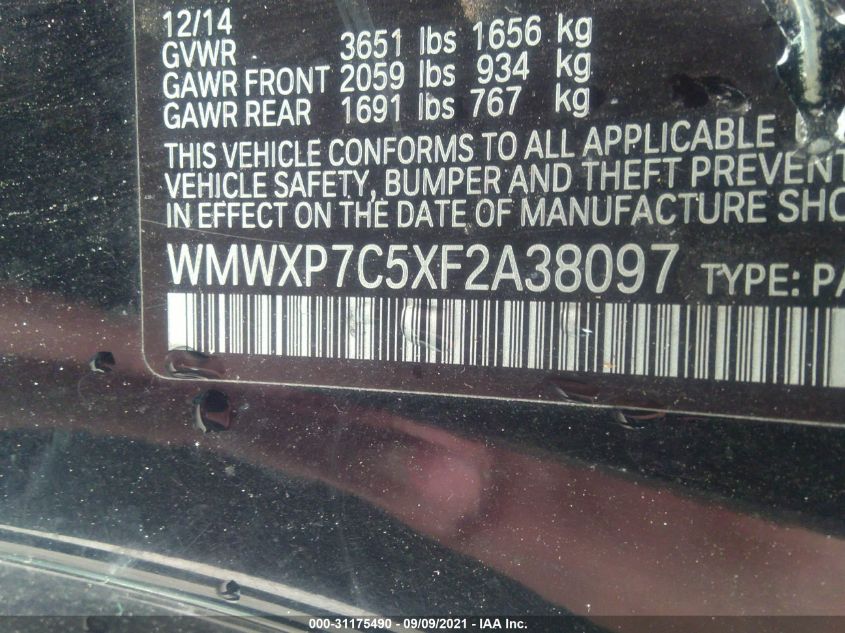 12/14
GVWR 3651 lbs 1656 kg
GAWR FRONT 2059 lbs 934 kg
GAWR REAR 1691 lbs 767 kg
THIS VEHICLE CONFORMS TO ALL APPLICABLE
VEHICLE SAFETY, BUMPER AND THEFT PREVENT
IN EFFECT ON THE DATE OF MANUFACTURE SHO
WMWXP7C5XF2A38097 TYPE: PA
000-31175490 - 09/09/2021 - IAA Inc.